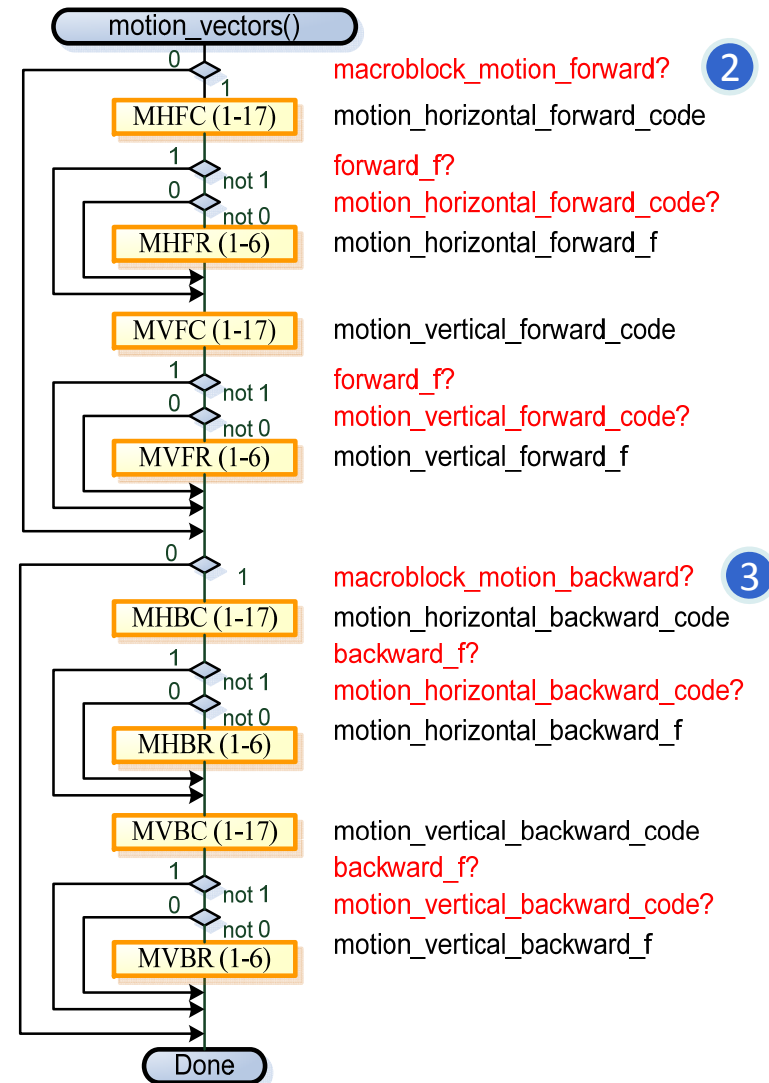 motion_vectors()
0
macroblock_motion_forward?
2
1
MHFC (1-17)
motion_horizontal_forward_code
1
forward_f?
not 1
0
motion_horizontal_forward_code?
not 0
MHFR (1-6)
motion_horizontal_forward_f
MVFC (1-17)
motion_vertical_forward_code
1
forward_f?
not 1
0
motion_vertical_forward_code?
not 0
MVFR (1-6)
motion_vertical_forward_f
0
1
macroblock_motion_backward?
3
MHBC (1-17)
motion_horizontal_backward_code
1
backward_f?
not 1
0
motion_horizontal_backward_code?
not 0
MHBR (1-6)
motion_horizontal_backward_f
MVBC (1-17)
motion_vertical_backward_code
1
backward_f?
not 1
0
motion_vertical_backward_code?
not 0
MVBR (1-6)
motion_vertical_backward_f
Done